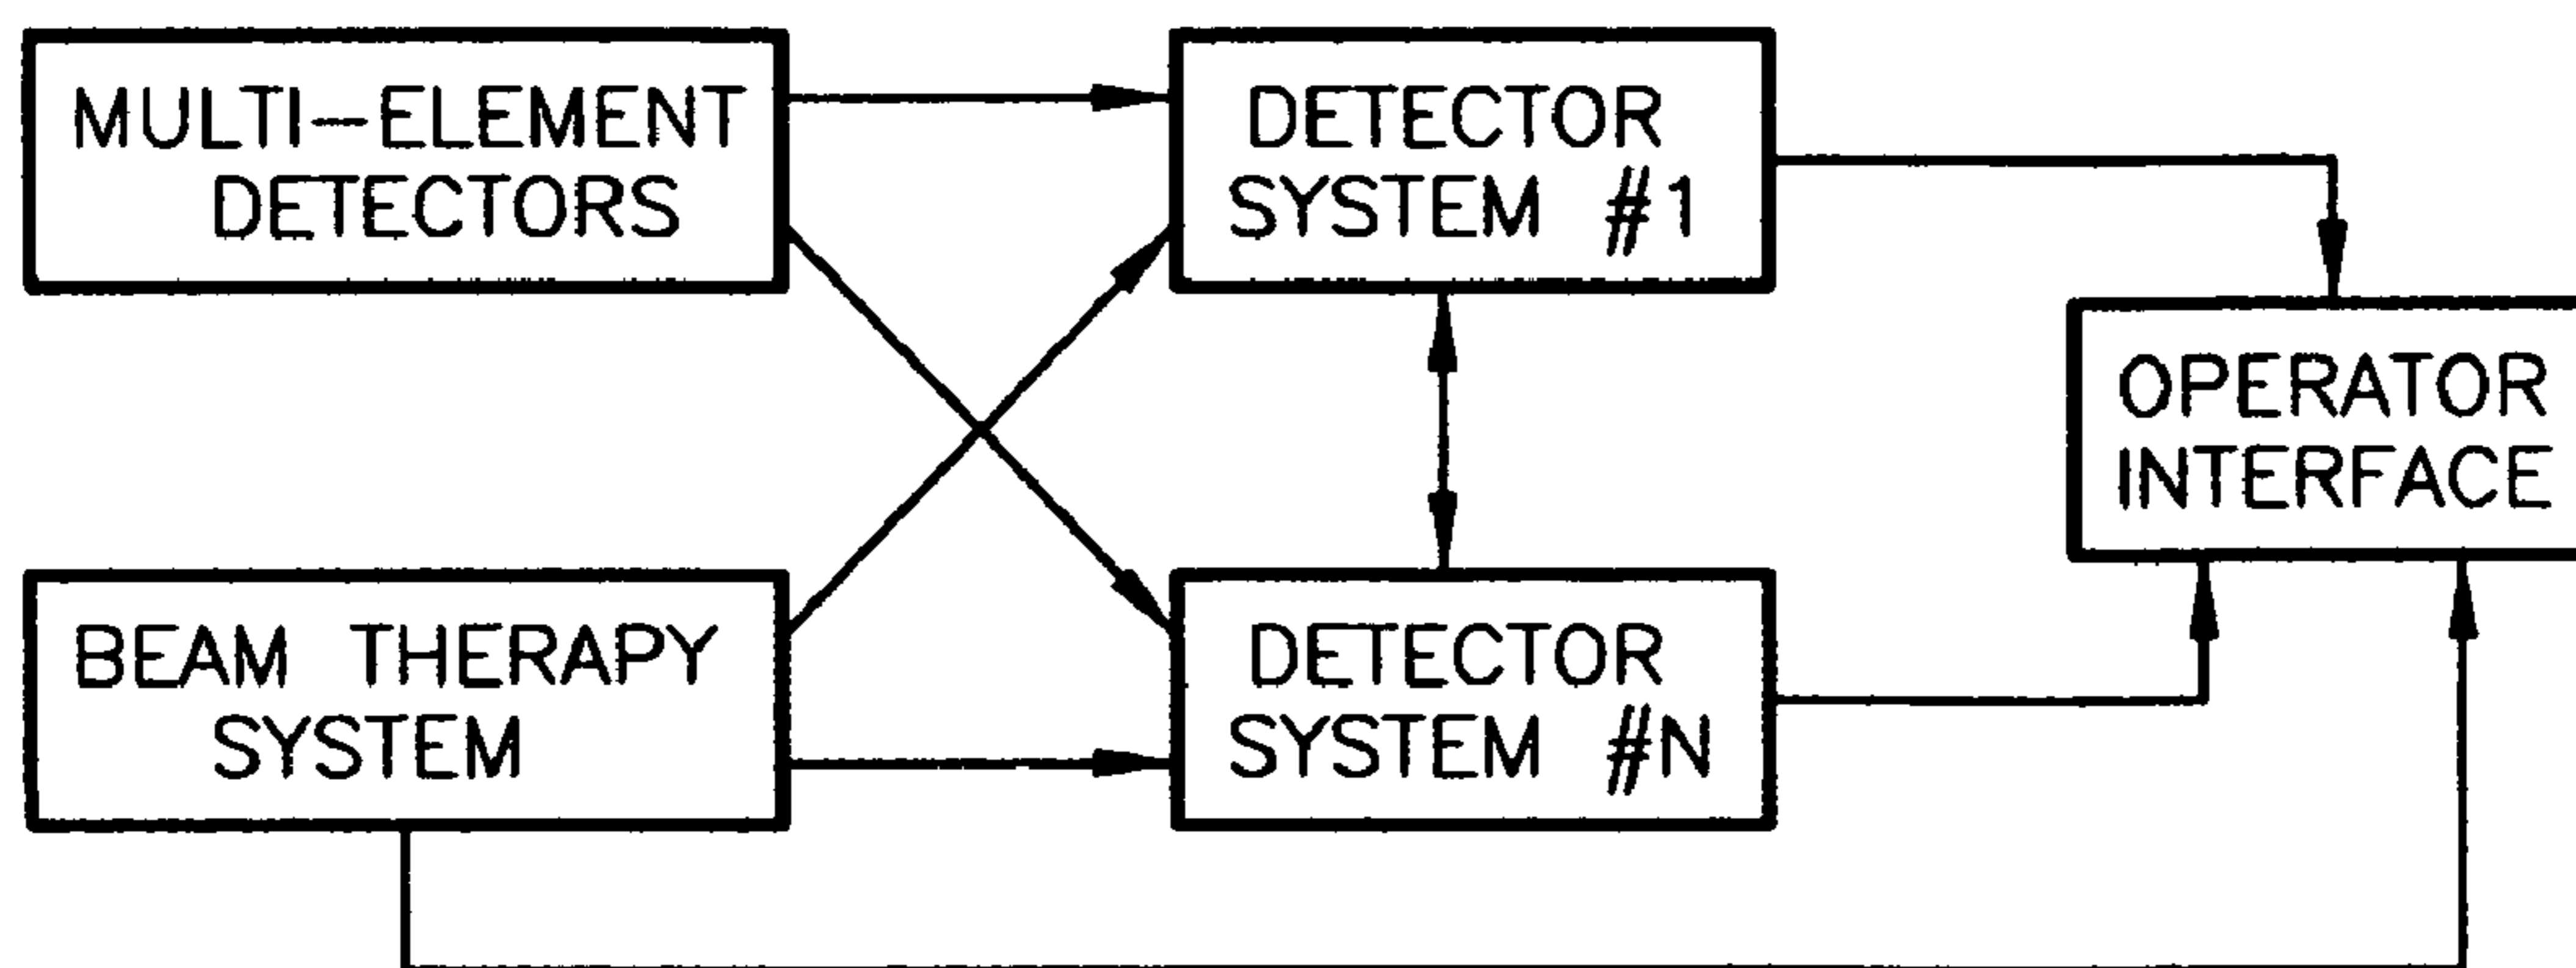 MULTI-ELEMENT
DETECTORS
DETECTOR
SYSTEM #1
OPERATOR
INTERFACE
BEAM THERAPY
SYSTEM
DETECTOR
SYSTEM #N